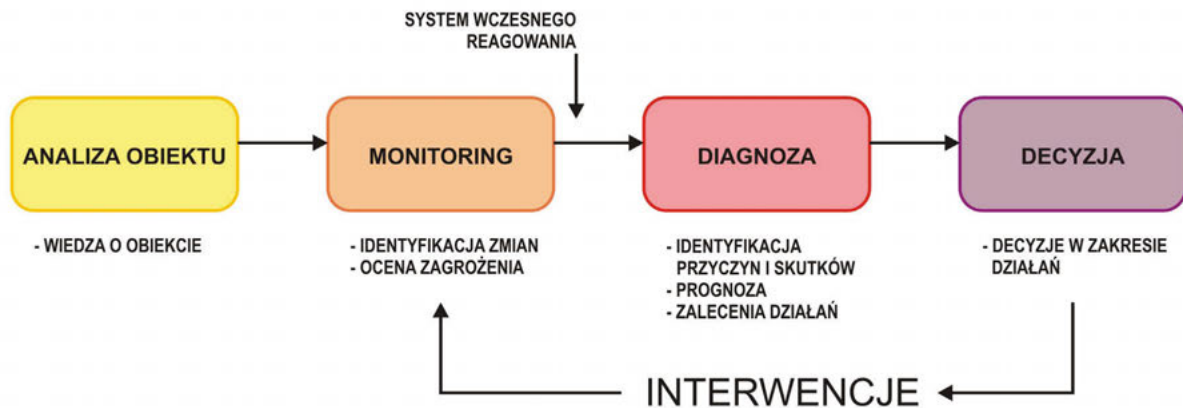 SYSTEM WCZESNEGO
REAGOWANIA
ANALIZA OBIEKTU
MONITORING
DIAGNOZA
DECYZJA
- WIEDZA O OBIEKCIE
- IDENTYFIKACJA ZMIAN
- OCENA ZAGROŻENIA
- IDENTYFIKACJA
PRZYCZYN I SKUTKÓW
- PROGNOZA
- ZALECENIA DZIAŁAŃ
- DECYZJE W ZAKRESIE
DZIAŁAŃ
INTERWENCJE